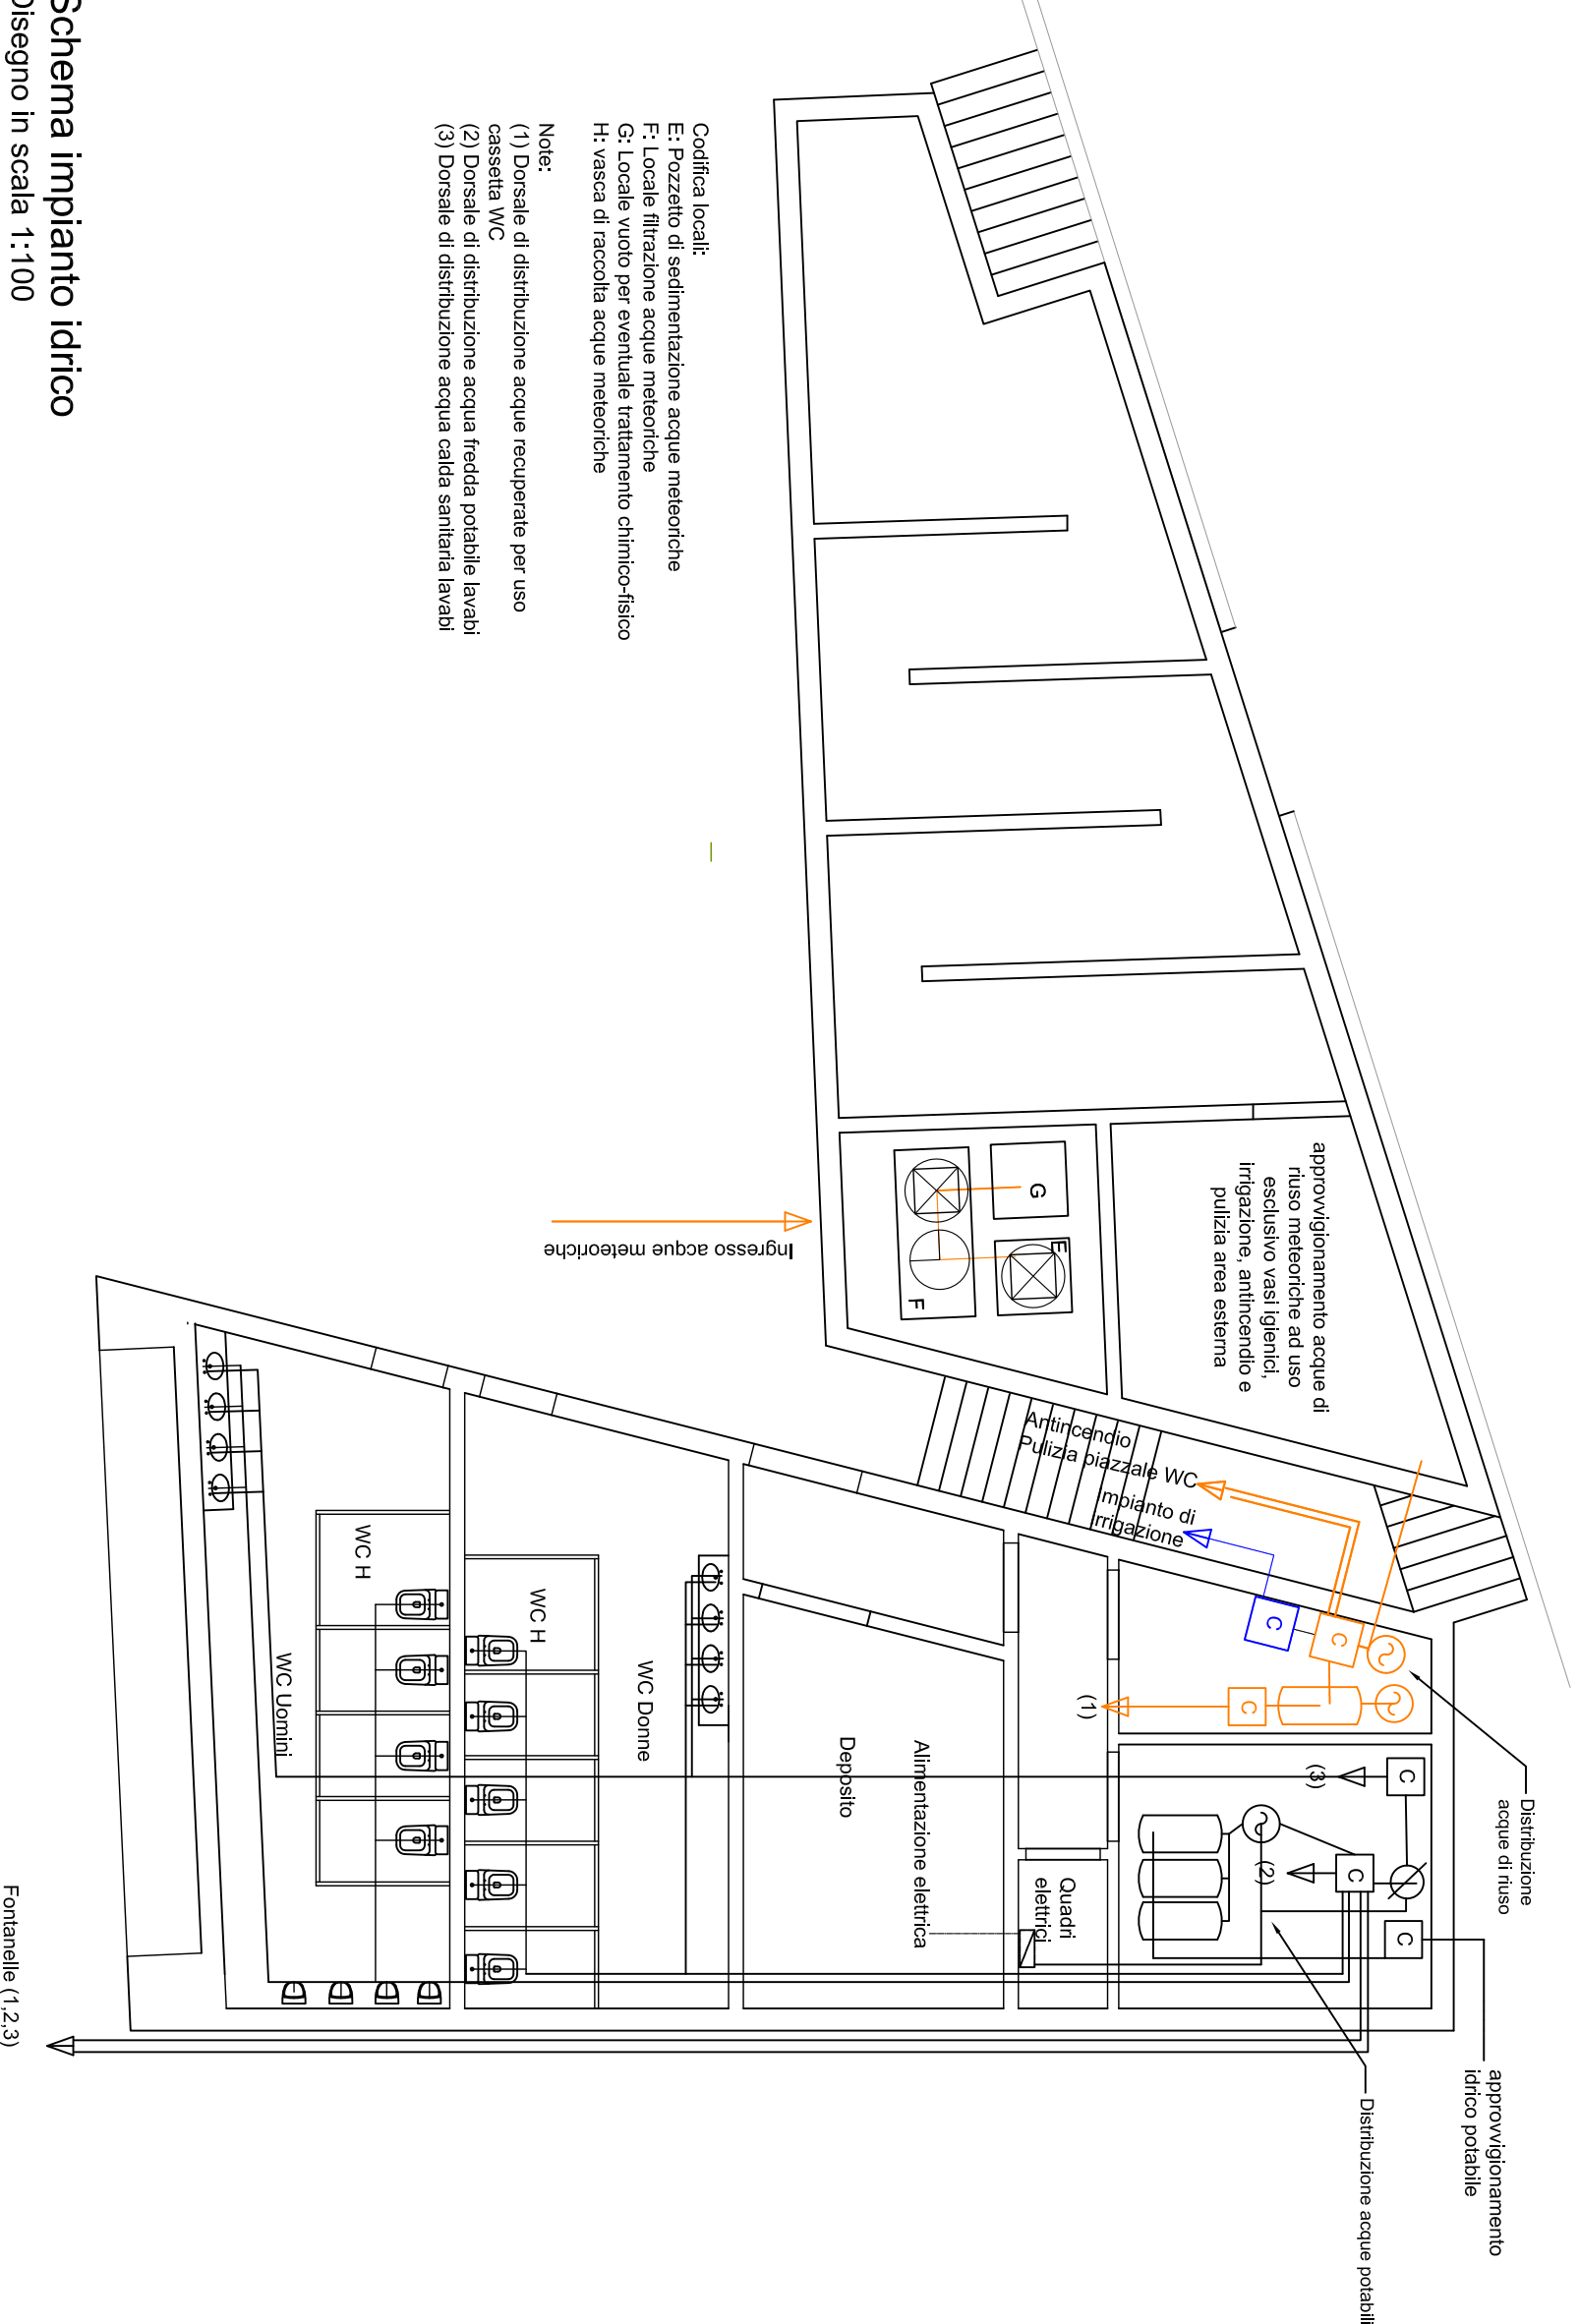 Schema impianto idrico
Disegno in scala 1:100
Codifica locali:
E: Pozzetto di sedimentazione acque meteoriche
F: Locale filtrazione acque meteoriche
G: Locale vuoto per eventuale trattamento chimico-fisico
H: vasca di raccolta acque meteoriche
Note:
(1) Dorsale di distribuzione acque recuperate per uso
cassetta WC
(2) Dorsale di distribuzione acqua fredda potabile lavabi
(3) Dorsale di distribuzione acqua calda sanitaria lavabi
approvvigionamento acque di
riuso meteoriche ad uso
esclusivo vasi igienici,
irrigazione, antincendio e
pulizia area esterna
G
E
F
Ingresso acque meteoriche
Antincendio
Pulizia piazzale WC
Impianto di
irrigazione
C
C
C
(1)
Distribuzione
acque di riuso
C
(3)
C
(2)
C
Quadri
elettrici
Alimentazione elettrica
Deposito
WC Donne
WC H
WC H
WC Uomini
approvvigionamento
idrico potabile
Distribuzione acque potabili
Fontanelle (1,2,3)